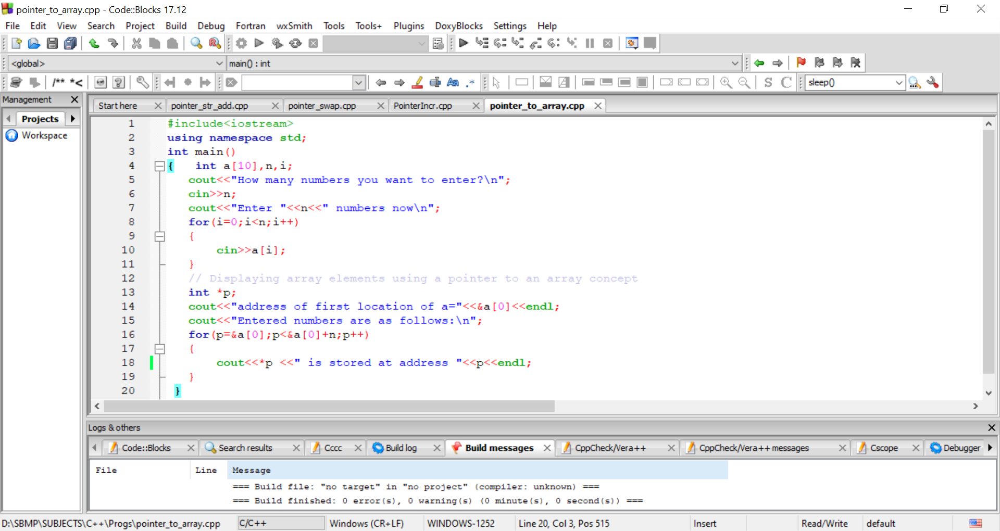 pointer_to_array.cpp - Code::Blocks 17.12
File Edit View Search Project Build Debug Fortran wxSmith Tools Tools+ Plugins DoxyBlocks Settings Help
<global> main() : int
/** *< Aa .* S C sleep()
Management
Start here pointer_str_add.cpp pointer_swap.cpp PointerIncr.cpp pointer_to_array.cpp
Projects
Workspace
1 #include<iostream>
2 using namespace std;
3 int main()
4 { int a[10],n,i;
5 cout<<"How many numbers you want to enter?\n";
6 cin>>n;
7 cout<<"Enter "<<n<<" numbers now\n";
8 for(i=0;i<n;i++)
9 {
10 cin>>a[i];
11 }
12 // Displaying array elements using a pointer to an array concept
13 int *p;
14 cout<<"address of first location of a="<<&a[0]<<endl;
15 cout<<"Entered numbers are as follows:\n";
16 for(p=&a[0];p<&a[0]+n;p++)
17 {
18 cout<<*p <<" is stored at address "<<p<<endl;
19 }
20 }
Logs & others
Code::Blocks Search results Cccc Build log Build messages CppCheck/Vera++ CppCheck/Vera++ messages Cscope Debugger
File Line Message
=== Build file: "no target" in "no project" (compiler: unknown) ===
=== Build finished: 0 error(s), 0 warning(s) (0 minute(s), 0 second(s)) ===
D:\SBMP\SUBJECTS\C++\Progs\pointer_to_array.cpp C/C++ Windows (CR+LF) WINDOWS-1252 Line 20, Col 3, Pos 515 Insert Read/Write default